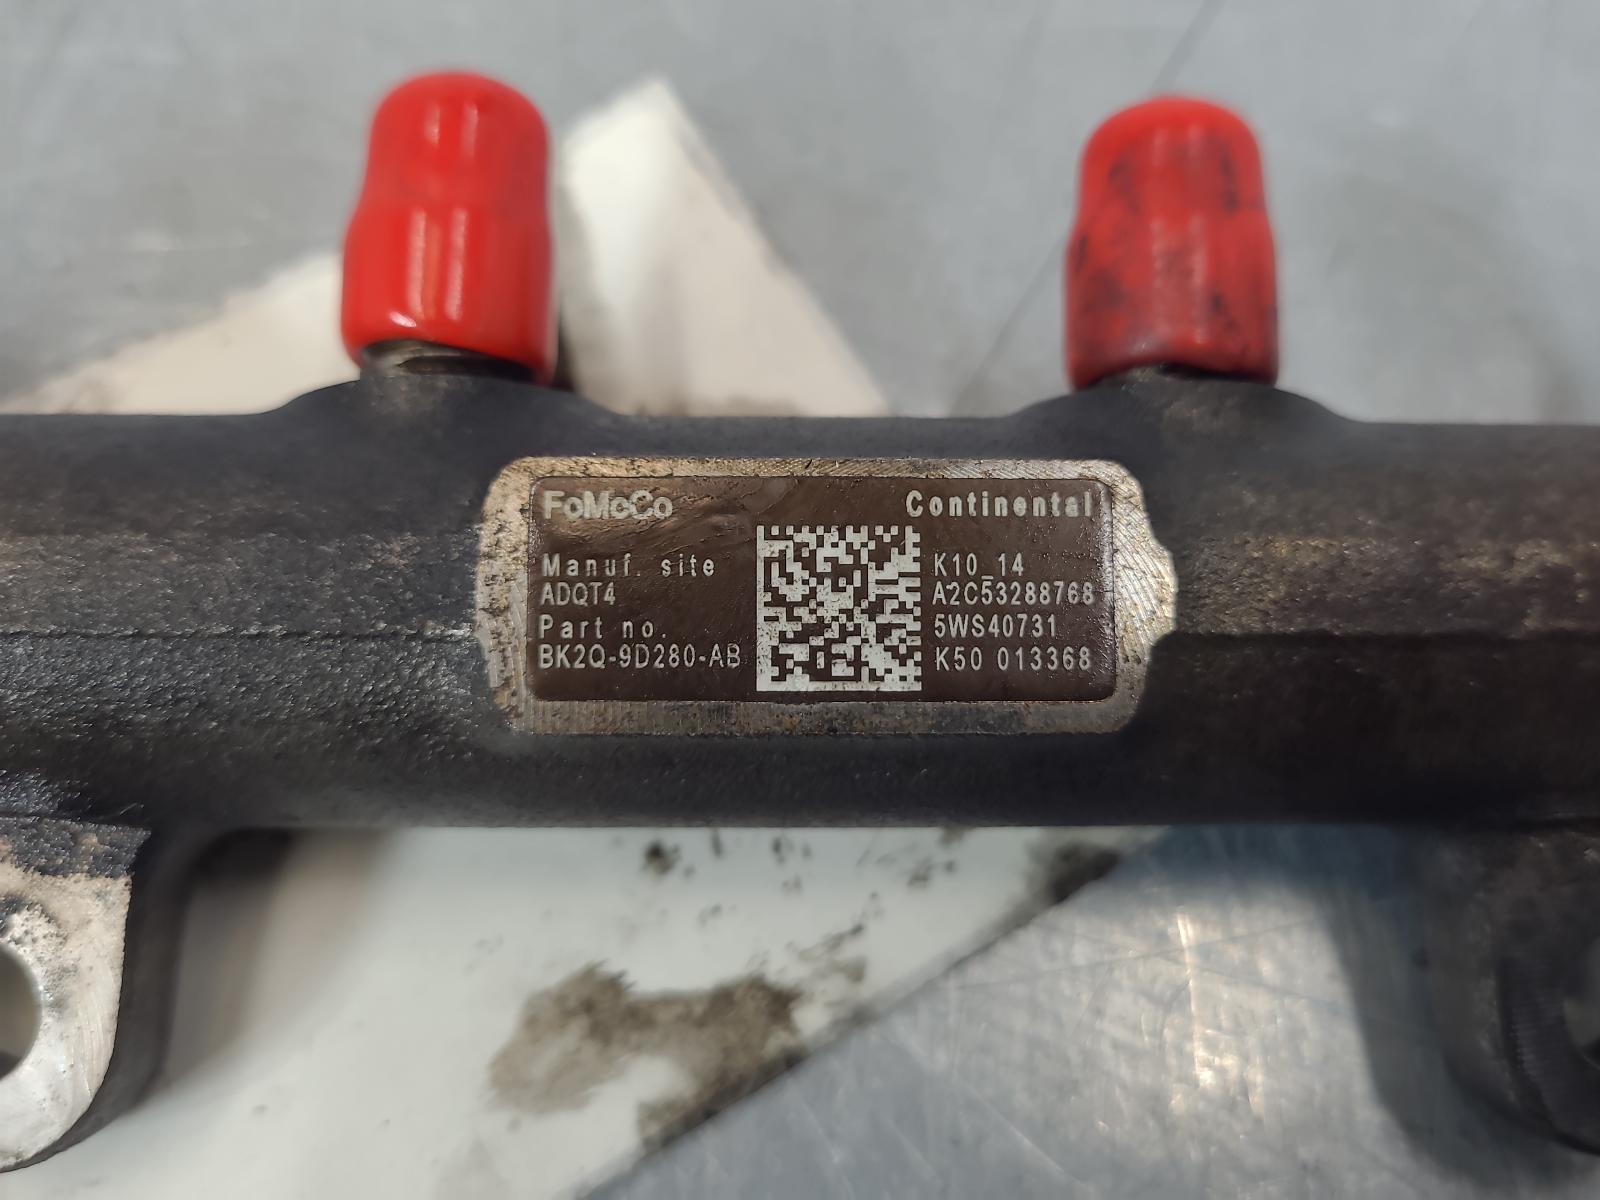 FoMoCo
Continental
Manuf. site
ADQT4
Part no.
BK2Q-9D280-AB
K10_14
A2C53288768
5WS40731
K50 013368